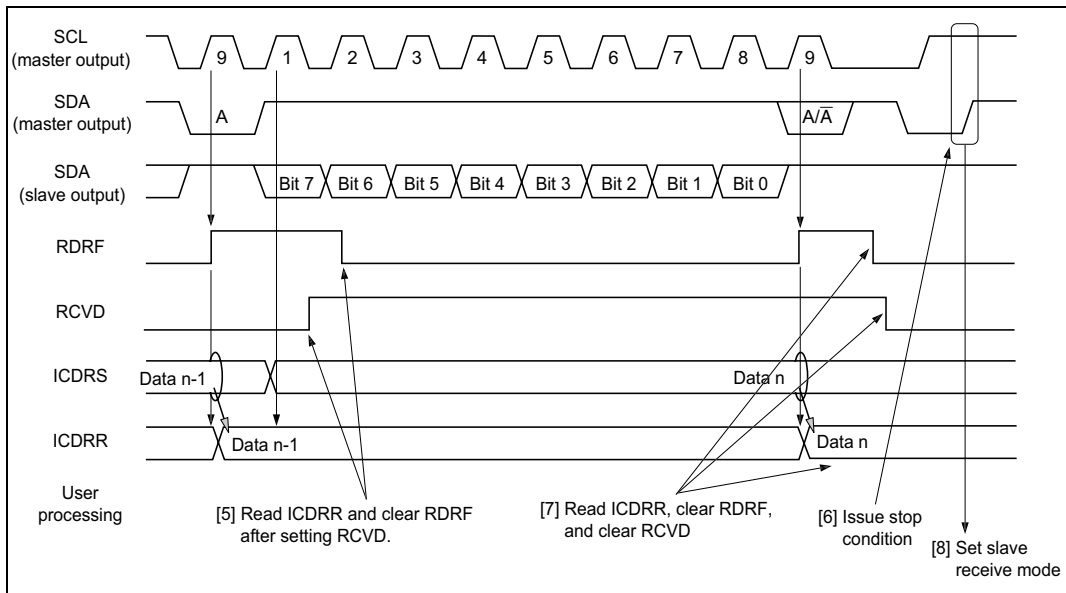 SCL
(master output)
9 1 2 3 4 5 6 7 8 9
SDA
(master output)
A A/A̅
SDA
(slave output)
Bit 7 Bit 6 Bit 5 Bit 4 Bit 3 Bit 2 Bit 1 Bit 0
RDRF
RCVD
ICDRS
Data n-1 Data n
ICDRR
Data n-1 Data n
User
processing
[5] Read ICDRR and clear RDRF
after setting RCVD.
[7] Read ICDRR, clear RDRF,
and clear RCVD
[6] Issue stop
condition
[8] Set slave
receive mode